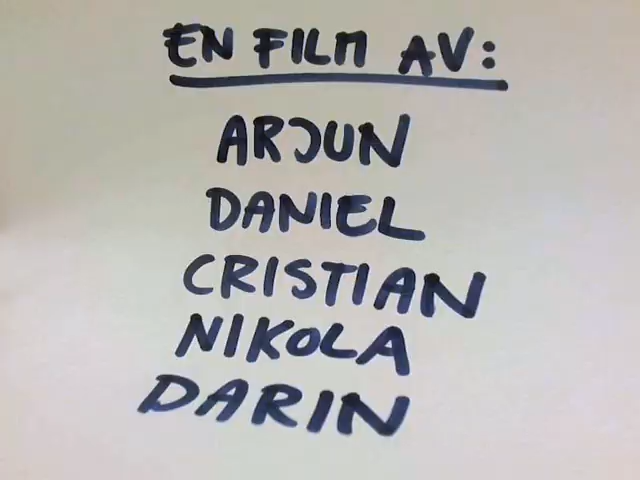 EN FILM AV:
ARJUN
DANIEL
CRISTIAN
NIKOLA
DARIN